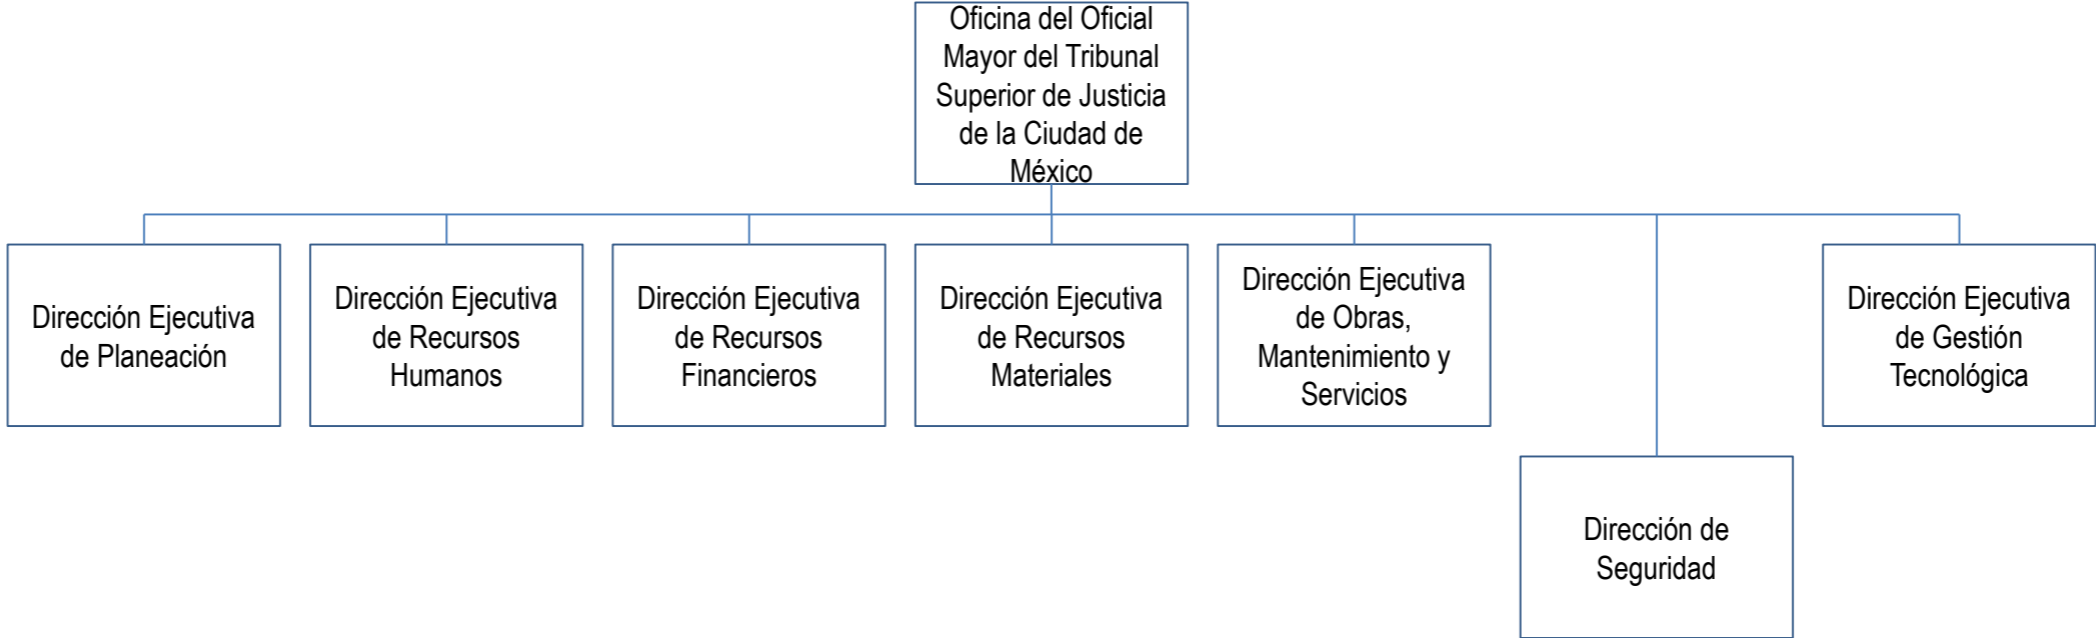 Oficina del Oficial
Mayor del Tribunal
Superior de Justicia
de la Ciudad de
México
Dirección Ejecutiva
de Planeación
Dirección Ejecutiva
de Recursos
Humanos
Dirección Ejecutiva
de Recursos
Financieros
Dirección Ejecutiva
de Recursos
Materiales
Dirección Ejecutiva
de Obras,
Mantenimiento y
Servicios
Dirección de
Seguridad
Dirección Ejecutiva
de Gestión
Tecnológica